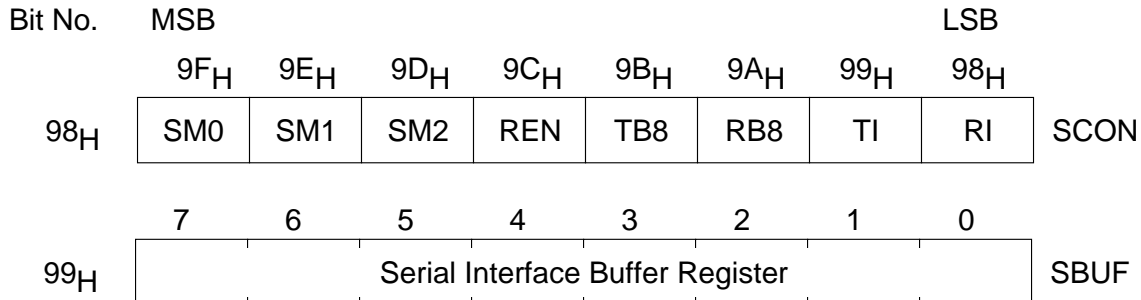 Bit No. MSB LSB
9FH 9EH 9DH 9CH 9BH 9AH 99H 98H
98H SM0 SM1 SM2 REN TB8 RB8 TI RI SCON
7 6 5 4 3 2 1 0
99H Serial Interface Buffer Register SBUF